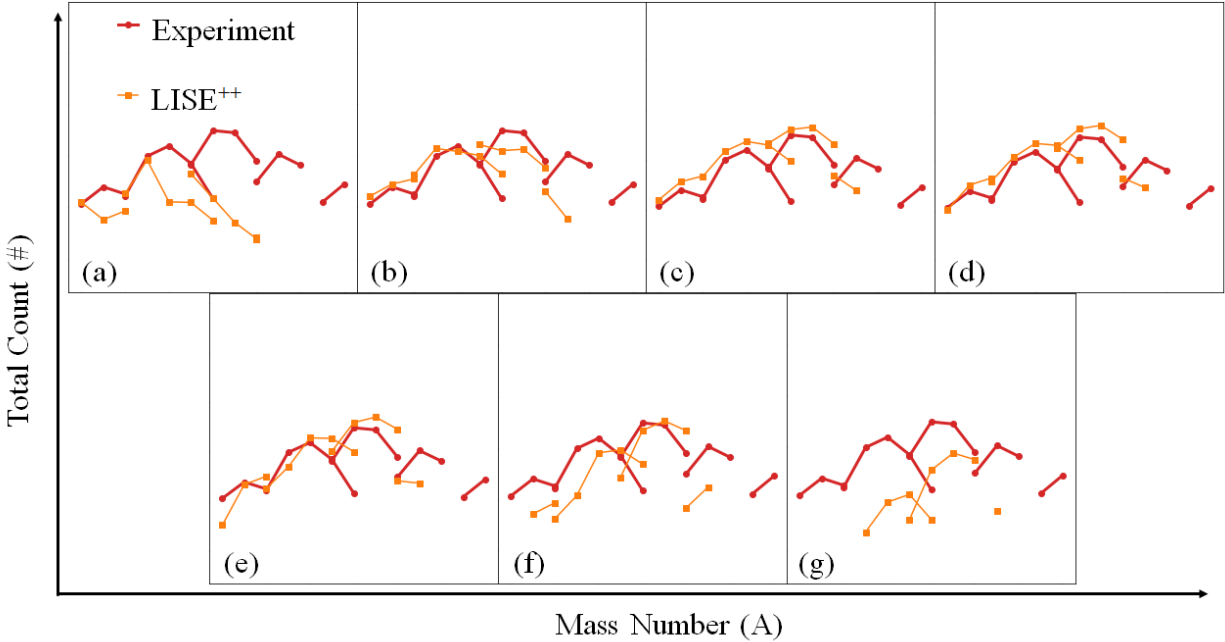 Experiment
LISE++
(a)
(b)
(c)
(d)
Total Count (#)
(e)
(f)
(g)
Mass Number (A)